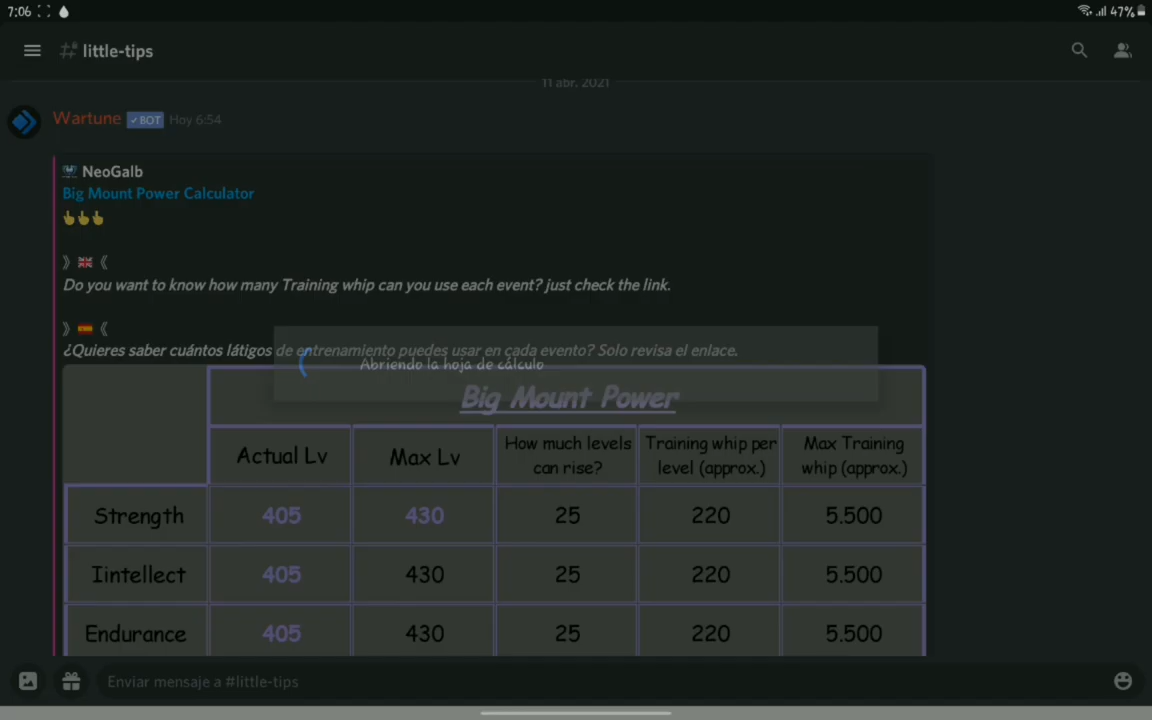 7:06
47%
little-tips
11 abr. 2021
Wartune ✓ BOT Hoy 6:54
NeoGalb
Big Mount Power Calculator
》 《
Do you want to know how many Training whip can you use each event? just check the link.
》 《
¿Quieres saber cuántos látigos de entrenamiento puedes usar en cada evento? Solo revisa el enlace.
Abriendo la hoja de cálculo
Big Mount Power
Actual Lv Max Lv How much levels can rise? Training whip per level (approx.) Max Training whip (approx.)
Strength 405 430 25 220 5.500
Iintellect 405 430 25 220 5.500
Endurance 405 430 25 220 5.500
Enviar mensaje a #little-tips